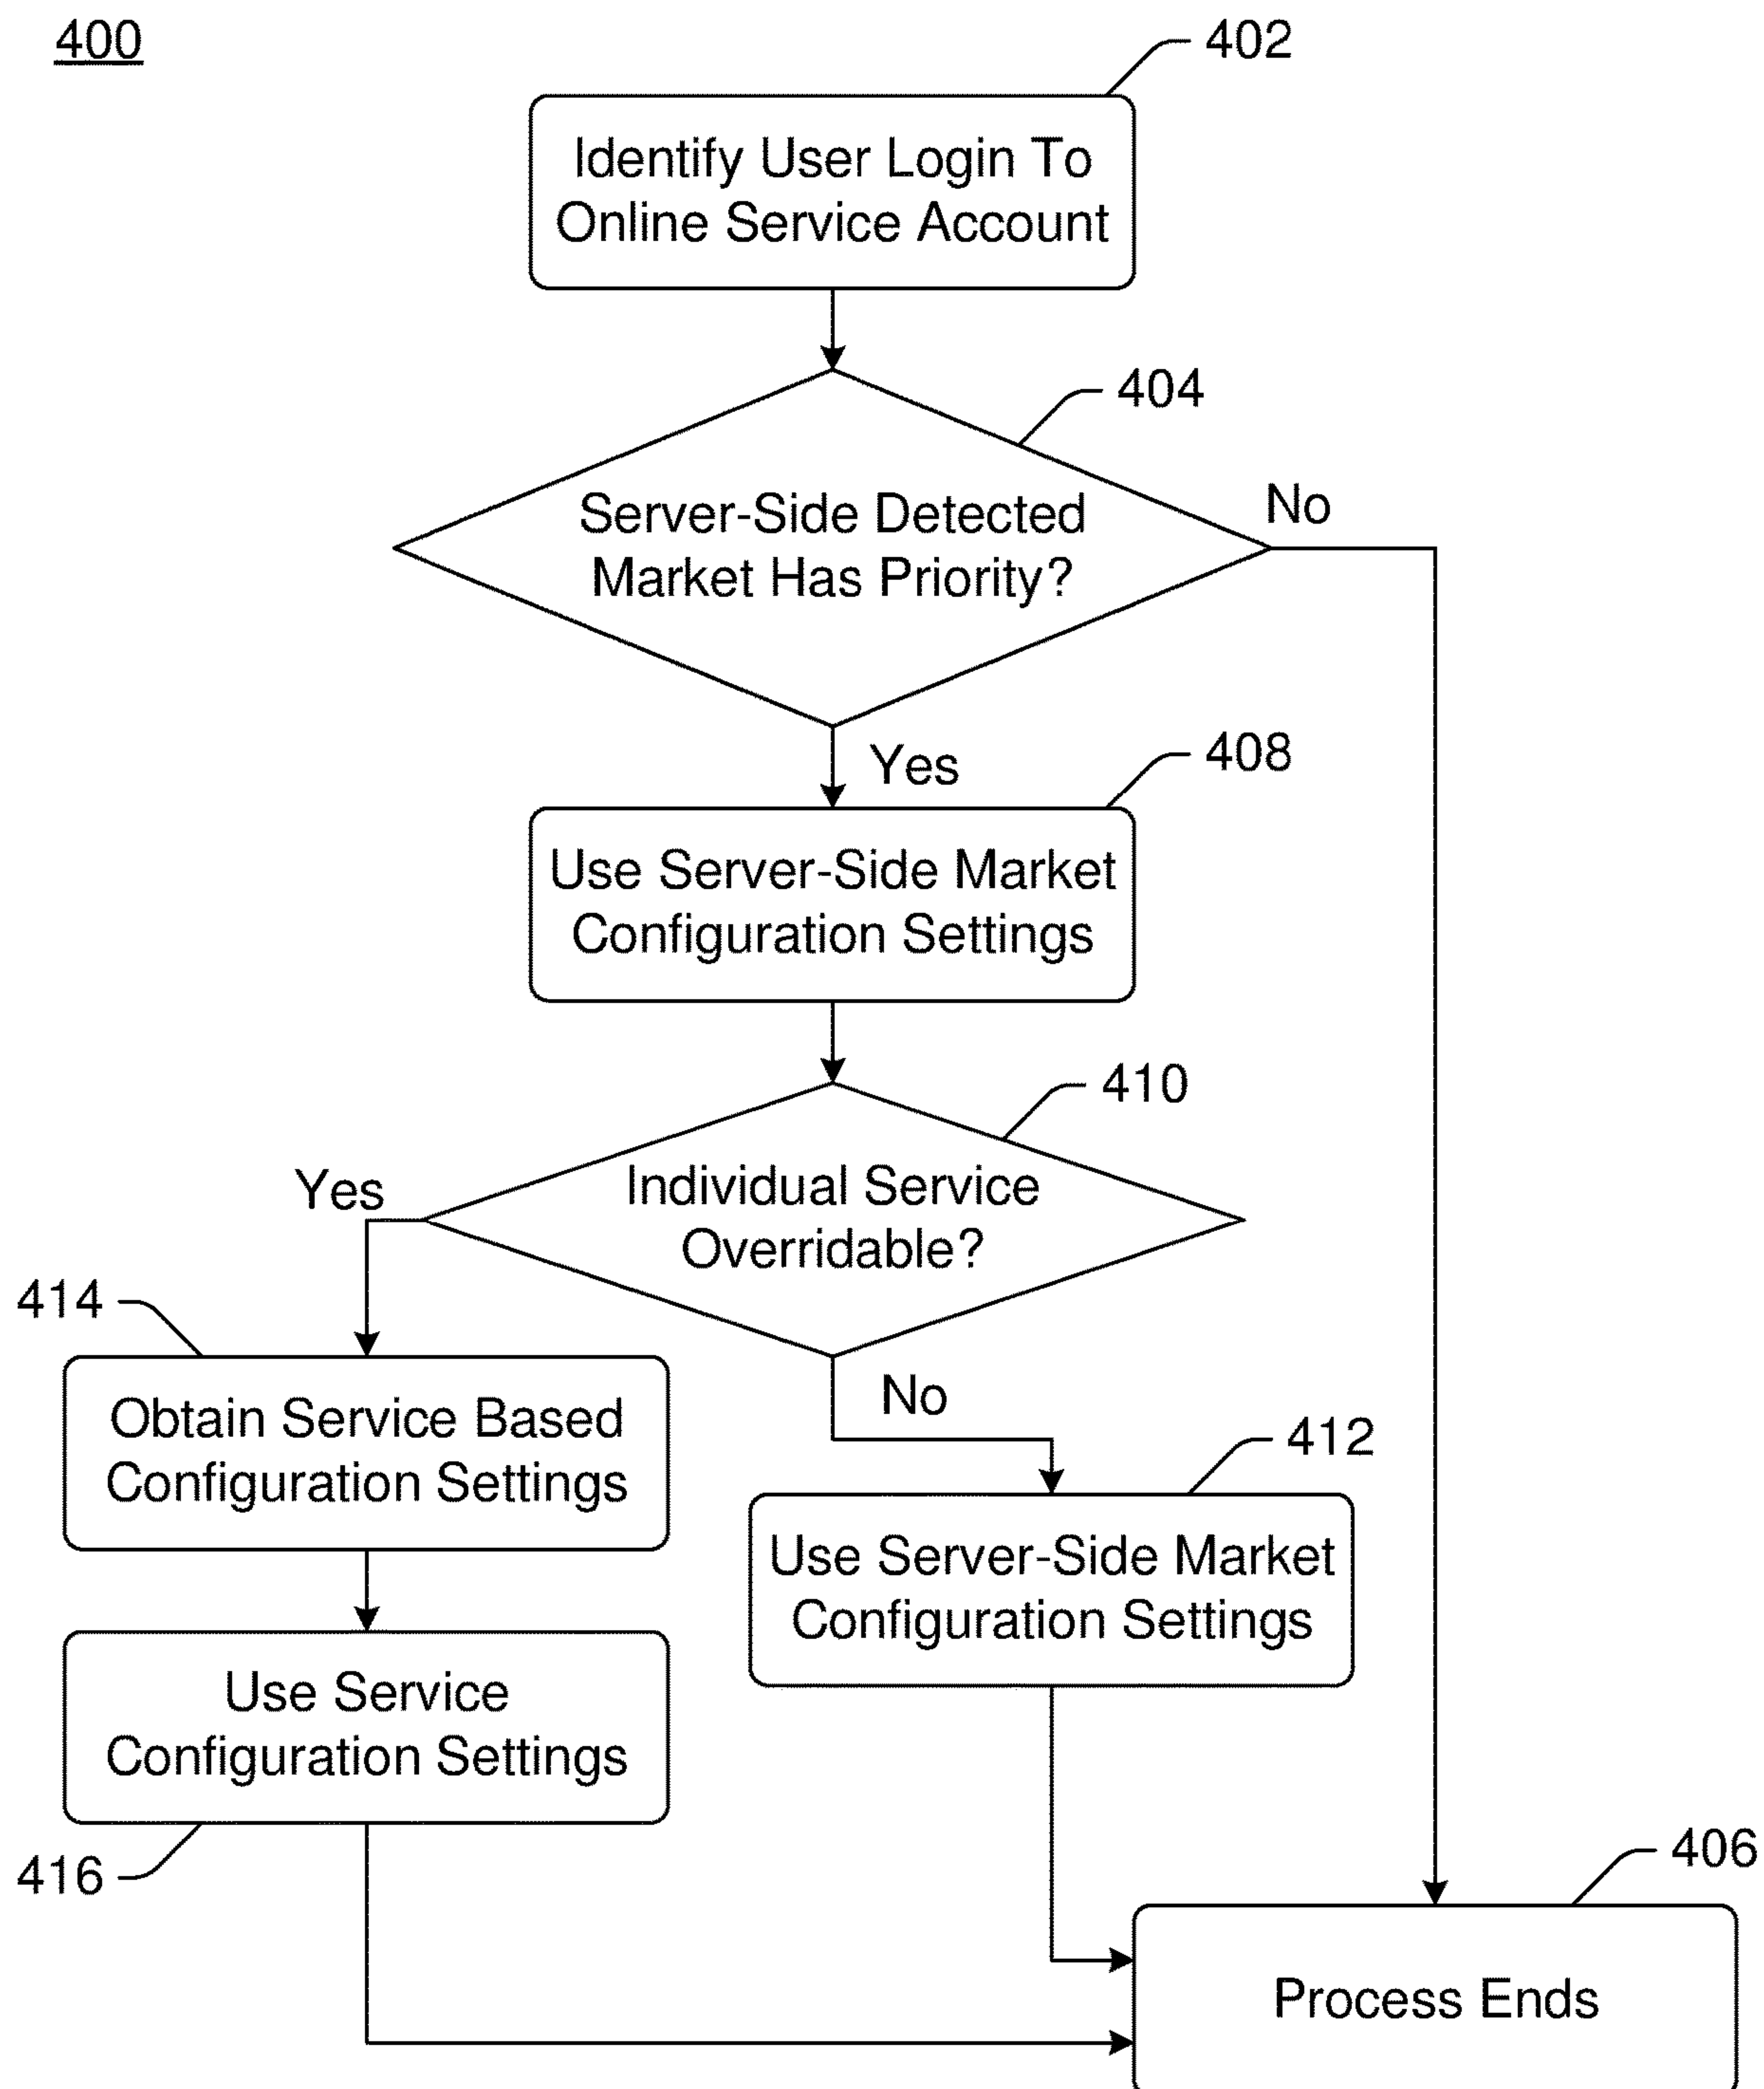 400
402
Identify User Login To
Online Service Account
404
No
Server-Side Detected
Market Has Priority?
Yes
408
Use Server-Side Market
Configuration Settings
410
Yes
Individual Service
Overridable?
414
No
Obtain Service Based
Configuration Settings
412
Use Server-Side Market
Configuration Settings
Use Service
Configuration Settings
416
406
Process Ends